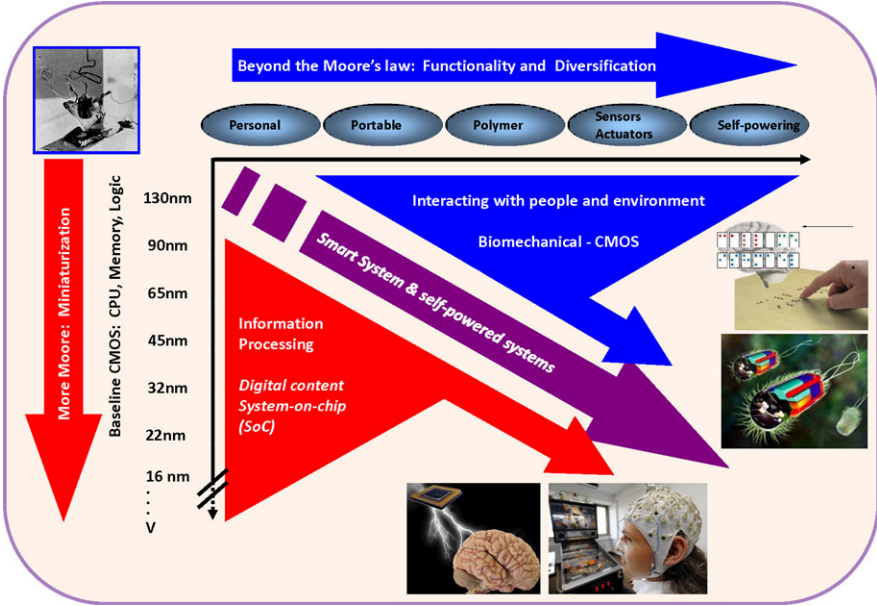 Beyond the Moore's law: Functionality and Diversification
Personal
Portable
Polymer
Sensors
Actuators
Self-powering
More Moore: Miniaturization
Baseline CMOS: CPU, Memory, Logic
130nm
90nm
65nm
45nm
32nm
22nm
16 nm
V
Interacting with people and environment
Biomechanical - CMOS
Smart System & self-powered systems
Information
Processing
Digital content
System-on-chip
(SoC)